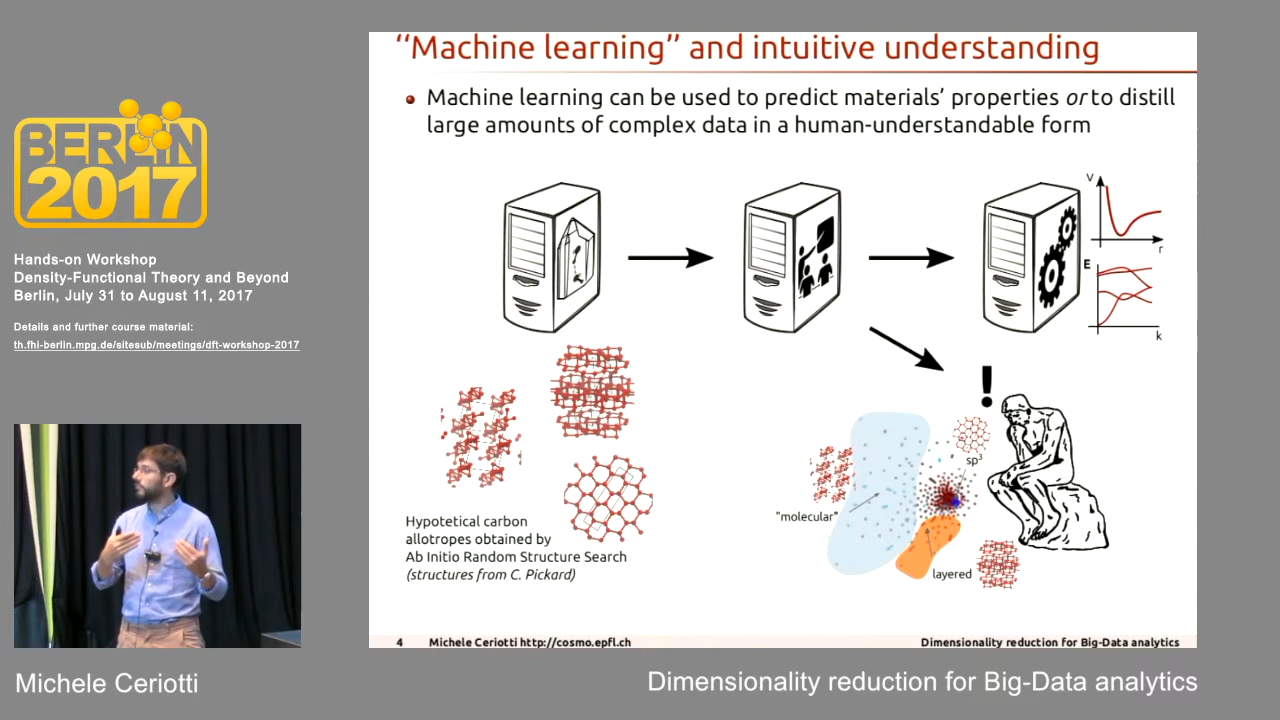 BERLIN
2017
Hands-on Workshop
Density-Functional Theory and Beyond
Berlin, July 31 to August 11, 2017
Details and further course material:
th.fhi-berlin.mpg.de/sitesub/meetings/dft-workshop-2017
Michele Ceriotti
“Machine learning” and intuitive understanding
Machine learning can be used to predict materials’ properties or to distill
large amounts of complex data in a human-understandable form
?
V
r
E
k
!
Hypotetical carbon
allotropes obtained by
Ab Initio Random Structure Search
(structures from C. Pickard)
sp³
"molecular"
layered
4 Michele Ceriotti http://cosmo.epfl.ch Dimensionality reduction for Big-Data analytics
Dimensionality reduction for Big-Data analytics